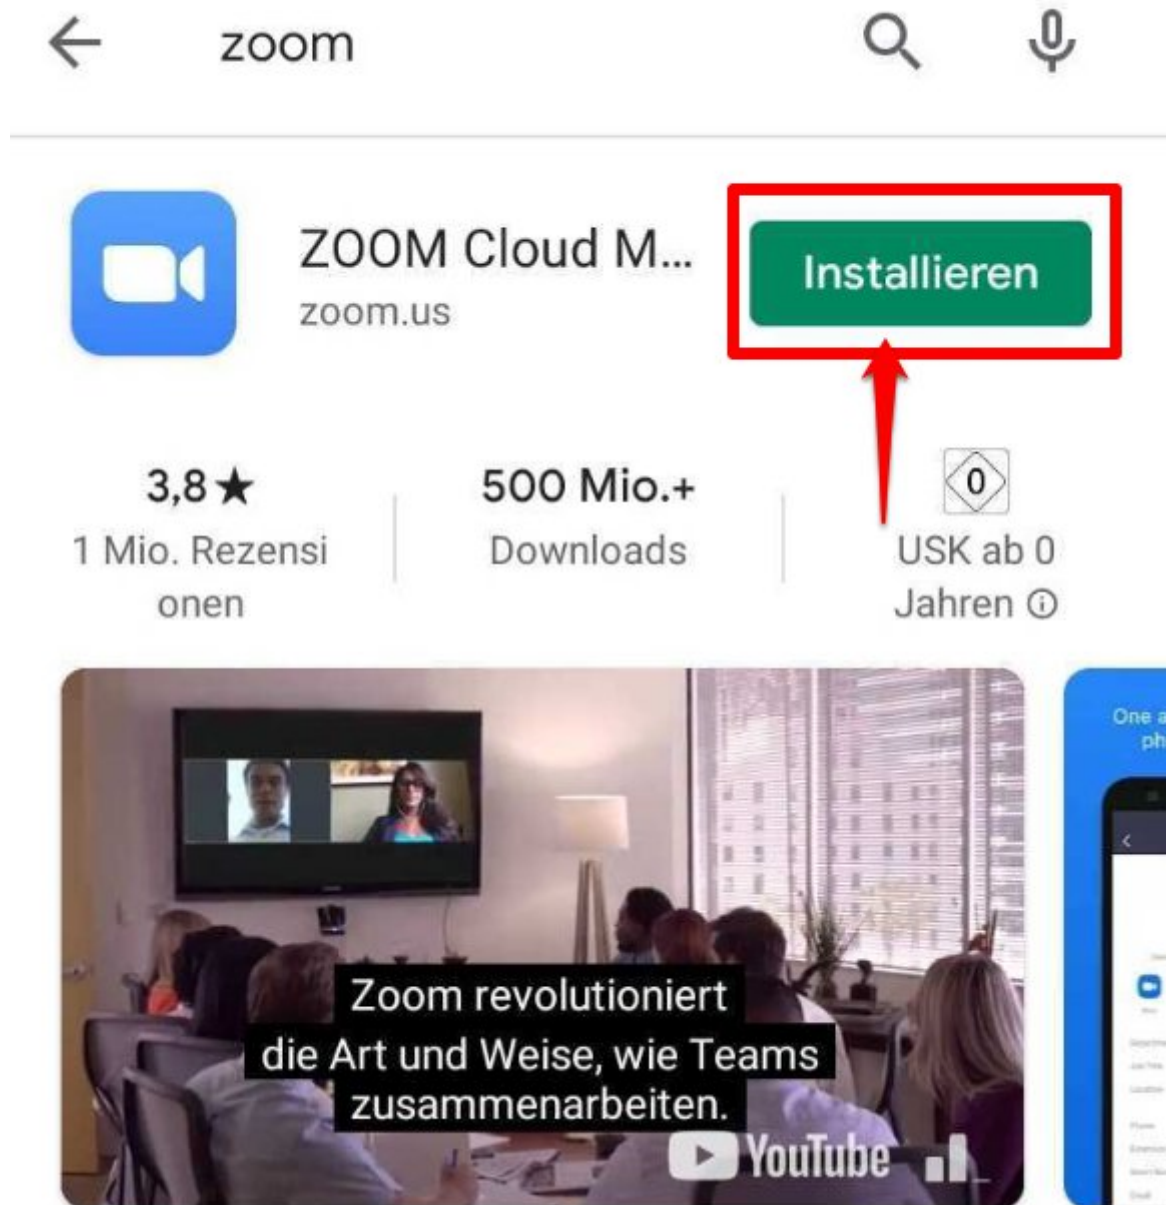 zoom
ZOOM Cloud M...
zoom.us
Installieren
3,8 ★
1 Mio. Rezensi
onen
500 Mio.+
Downloads
0
USK ab 0
Jahren
Zoom revolutioniert
die Art und Weise, wie Teams
zusammenarbeiten.
YouTube
One a
ph